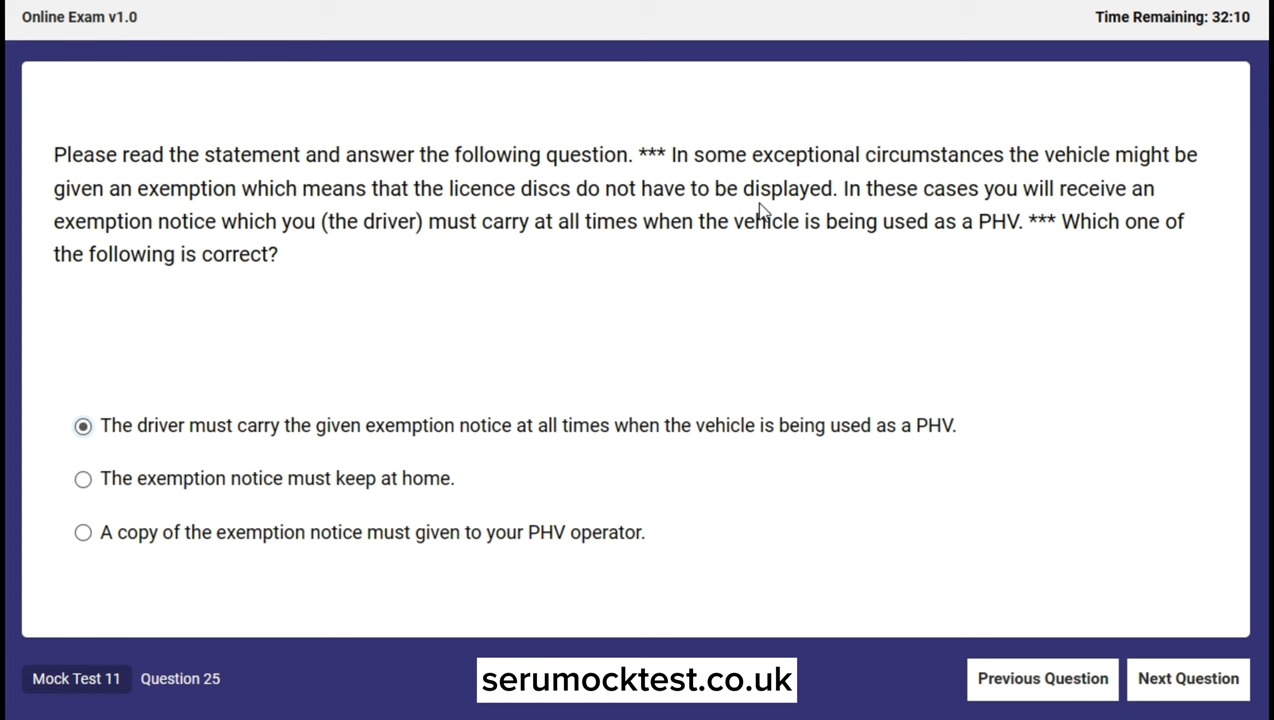 Online Exam v1.0
Time Remaining: 32:10
Please read the statement and answer the following question. *** In some exceptional circumstances the vehicle might be
given an exemption which means that the licence discs do not have to be displayed. In these cases you will receive an
exemption notice which you (the driver) must carry at all times when the vehicle is being used as a PHV. *** Which one of
the following is correct?
The driver must carry the given exemption notice at all times when the vehicle is being used as a PHV.
The exemption notice must keep at home.
A copy of the exemption notice must given to your PHV operator.
Mock Test 11
Question 25
serumocktest.co.uk
Previous Question
Next Question